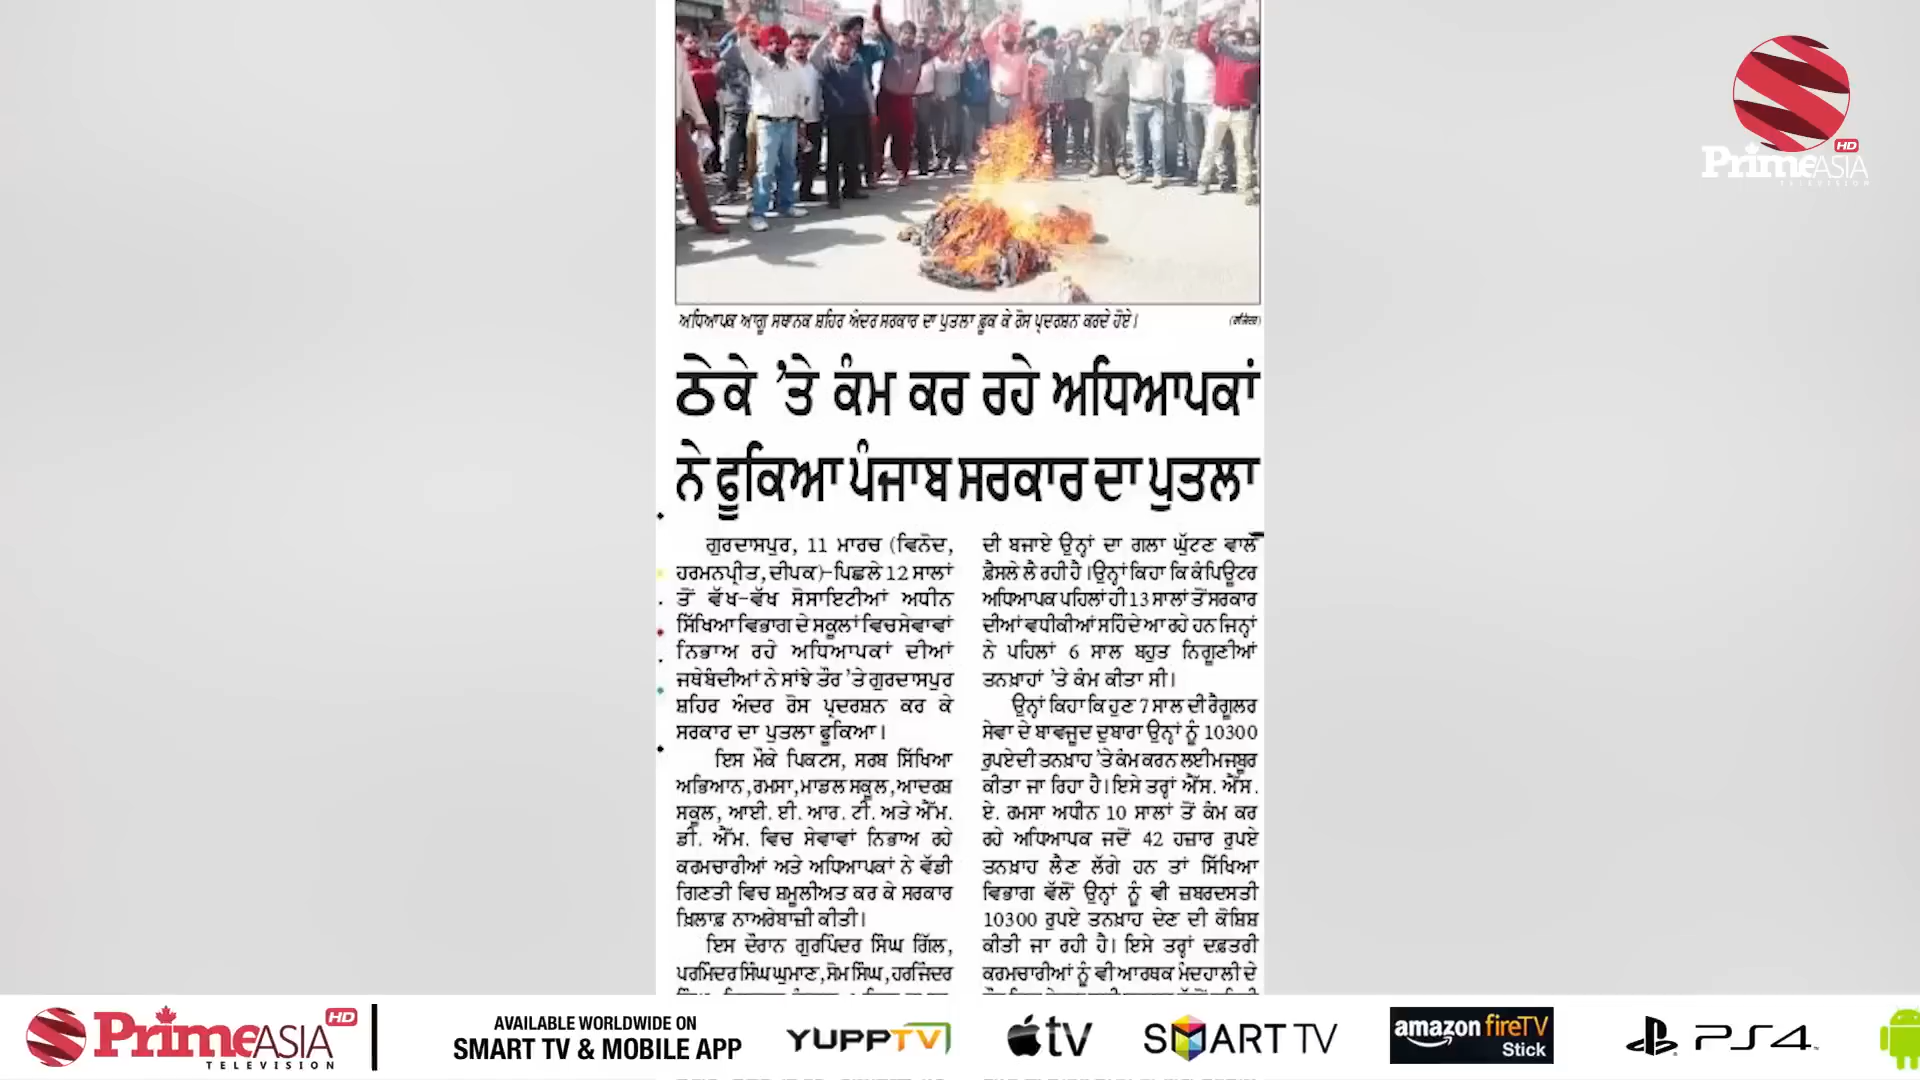 HD
PrimeASIA
TELEVISION
ਅਧਿਆਪਕ ਆਗੂ ਸਥਾਨਕ ਸ਼ਹਿਰ ਅੰਦਰ ਸਰਕਾਰ ਦਾ ਪੁਤਲਾ ਫੂਕ ਕੇ ਰੋਸ ਪ੍ਰਦਰਸ਼ਨ ਕਰਦੇ ਹੋਏ।
ਠੇਕੇ 'ਤੇ ਕੰਮ ਕਰ ਰਹੇ ਅਧਿਆਪਕਾਂ
ਨੇ ਫੂਕਿਆ ਪੰਜਾਬ ਸਰਕਾਰ ਦਾ ਪੁਤਲਾ
ਗੁਰਦਾਸਪੁਰ, 11 ਮਾਰਚ (ਵਿਨੋਦ,
ਹਰਮਨਪ੍ਰੀਤ, ਦੀਪਕ)-ਪਿਛਲੇ 12 ਸਾਲਾਂ
ਤੋਂ ਵੱਖ-ਵੱਖ ਸੋਸਾਇਟੀਆਂ ਅਧੀਨ
ਸਿੱਖਿਆ ਵਿਭਾਗ ਦੇ ਸਕੂਲਾਂ ਵਿਚ ਸੇਵਾਵਾਂ
ਨਿਭਾਅ ਰਹੇ ਅਧਿਆਪਕਾਂ ਦੀਆਂ
ਜਥੇਬੰਦੀਆਂ ਨੇ ਸਾਂਝੇ ਤੌਰ 'ਤੇ ਗੁਰਦਾਸਪੁਰ
ਸ਼ਹਿਰ ਅੰਦਰ ਰੋਸ ਪ੍ਰਦਰਸ਼ਨ ਕਰ ਕੇ
ਸਰਕਾਰ ਦਾ ਪੁਤਲਾ ਫੂਕਿਆ।
ਇਸ ਮੌਕੇ ਪਿਕਟਸ, ਸਰਬ ਸਿੱਖਿਆ
ਅਭਿਆਨ, ਰਮਸਾ, ਮਾਡਲ ਸਕੂਲ, ਆਦਰਸ਼
ਸਕੂਲ, ਆਈ. ਈ. ਆਰ. ਟੀ. ਅਤੇ ਐੱਮ.
ਡੀ. ਐੱਮ. ਵਿਚ ਸੇਵਾਵਾਂ ਨਿਭਾਅ ਰਹੇ
ਕਰਮਚਾਰੀਆਂ ਅਤੇ ਅਧਿਆਪਕਾਂ ਨੇ ਵੱਡੀ
ਗਿਣਤੀ ਵਿਚ ਸ਼ਮੂਲੀਅਤ ਕਰ ਕੇ ਸਰਕਾਰ
ਖ਼ਿਲਾਫ਼ ਨਾਅਰੇਬਾਜ਼ੀ ਕੀਤੀ।
ਇਸ ਦੌਰਾਨ ਗੁਰਪਿੰਦਰ ਸਿੰਘ ਗਿੱਲ,
ਪਰਮਿੰਦਰ ਸਿੰਘ ਘੁਮਾਣ, ਸੋਮ ਸਿੰਘ, ਹਰਜਿੰਦਰ
ਦੀ ਬਜਾਏ ਉਨ੍ਹਾਂ ਦਾ ਗਲਾ ਘੁੱਟਣ ਵਾਲੇ
ਫ਼ੈਸਲੇ ਲੈ ਰਹੀ ਹੈ। ਉਨ੍ਹਾਂ ਕਿਹਾ ਕਿ ਕੰਪਿਊਟਰ
ਅਧਿਆਪਕ ਪਹਿਲਾਂ ਹੀ 13 ਸਾਲਾਂ ਤੋਂ ਸਰਕਾਰ
ਦੀਆਂ ਵਧੀਕੀਆਂ ਸਹਿੰਦੇ ਆ ਰਹੇ ਹਨ ਜਿਨ੍ਹਾਂ
ਨੇ ਪਹਿਲਾਂ 6 ਸਾਲ ਬਹੁਤ ਨਿਗੂਣੀਆਂ
ਤਨਖ਼ਾਹਾਂ 'ਤੇ ਕੰਮ ਕੀਤਾ ਸੀ।
ਉਨ੍ਹਾਂ ਕਿਹਾ ਕਿ ਹੁਣ 7 ਸਾਲ ਦੀ ਰੈਗੂਲਰ
ਸੇਵਾ ਦੇ ਬਾਵਜੂਦ ਦੁਬਾਰਾ ਉਨ੍ਹਾਂ ਨੂੰ 10300
ਰੁਪਏ ਦੀ ਤਨਖ਼ਾਹ 'ਤੇ ਕੰਮ ਕਰਨ ਲਈ ਮਜਬੂਰ
ਕੀਤਾ ਜਾ ਰਿਹਾ ਹੈ। ਇਸੇ ਤਰ੍ਹਾਂ ਐੱਸ. ਐੱਸ.
ਏ. ਰਮਸਾ ਅਧੀਨ 10 ਸਾਲਾਂ ਤੋਂ ਕੰਮ ਕਰ
ਰਹੇ ਅਧਿਆਪਕ ਜਦੋਂ 42 ਹਜ਼ਾਰ ਰੁਪਏ
ਤਨਖ਼ਾਹ ਲੈਣ ਲੱਗੇ ਹਨ ਤਾਂ ਸਿੱਖਿਆ
ਵਿਭਾਗ ਵੱਲੋਂ ਉਨ੍ਹਾਂ ਨੂੰ ਵੀ ਜ਼ਬਰਦਸਤੀ
10300 ਰੁਪਏ ਤਨਖ਼ਾਹ ਦੇਣ ਦੀ ਕੋਸ਼ਿਸ਼
ਕੀਤੀ ਜਾ ਰਹੀ ਹੈ। ਇਸੇ ਤਰ੍ਹਾਂ ਦਫ਼ਤਰੀ
ਕਰਮਚਾਰੀਆਂ ਨੂੰ ਵੀ ਆਰਥਕ ਮੰਦਹਾਲੀ ਦੇ
PrimeASIA HD
TELEVISION
AVAILABLE WORLDWIDE ON
SMART TV & MOBILE APP
YUPPTV
tv
SMART TV
amazon fireTV
Stick
PS4